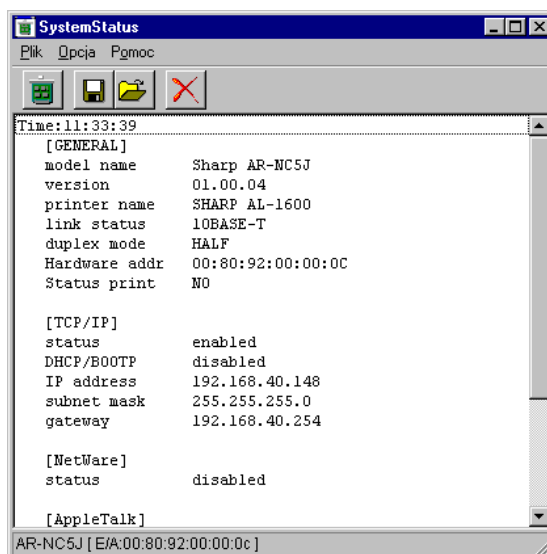 SystemStatus
Plik Opcja Pomoc
Time:11:33:39
[GENERAL]
model name Sharp AR-NC5J
version 01.00.04
printer name SHARP AL-1600
link status 10BASE-T
duplex mode HALF
Hardware addr 00:80:92:00:00:0C
Status print NO
[TCP/IP]
status enabled
DHCP/BOOTP disabled
IP address 192.168.40.148
subnet mask 255.255.255.0
gateway 192.168.40.254
[NetWare]
status disabled
[AppleTalk]
AR-NC5J [ E/A:00:80:92:00:00:0c ]